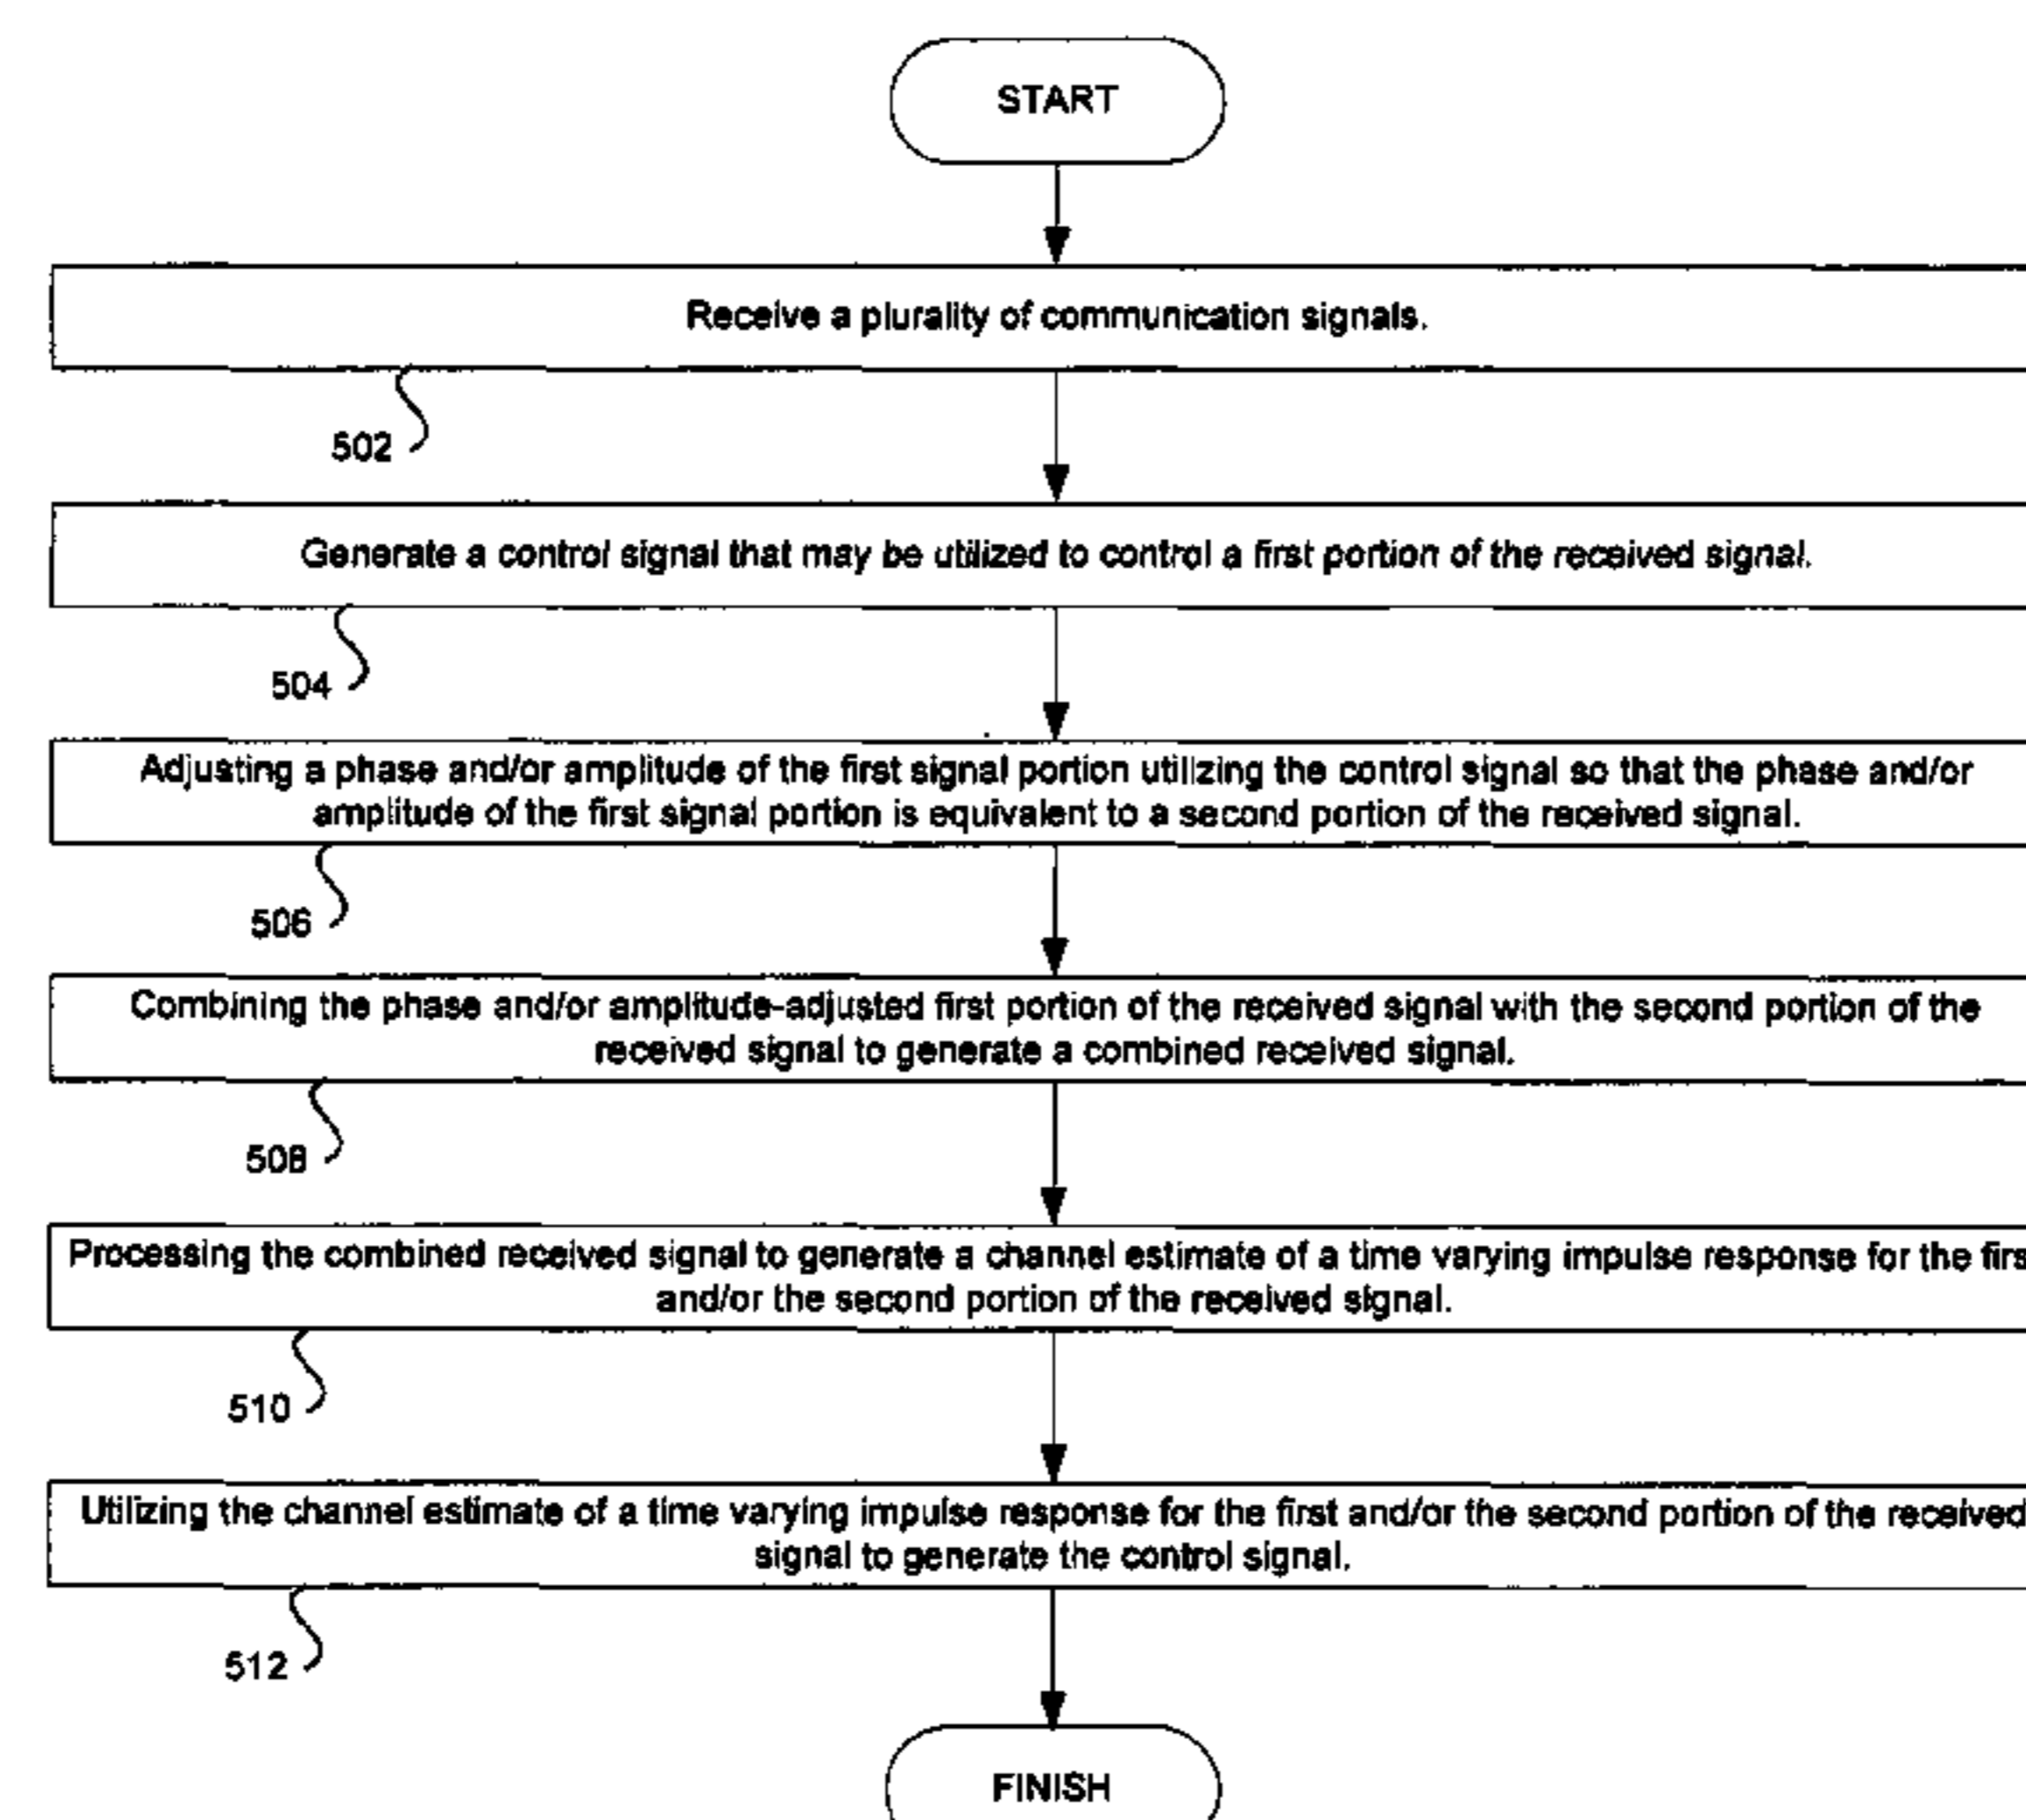 START
Receive a plurality of communication signals.
502
Generate a control signal that may be utilized to control a first portion of the received signal.
504
Adjusting a phase and/or amplitude of the first signal portion utilizing the control signal so that the phase and/or
amplitude of the first signal portion is equivalent to a second portion of the received signal.
506
Combining the phase and/or amplitude-adjusted first portion of the received signal with the second portion of the
received signal to generate a combined received signal.
508
Processing the combined received signal to generate a channel estimate of a time varying impulse response for the firs
and/or the second portion of the received signal.
510
Utilizing the channel estimate of a time varying impulse response for the first and/or the second portion of the received
signal to generate the control signal.
512
FINISH